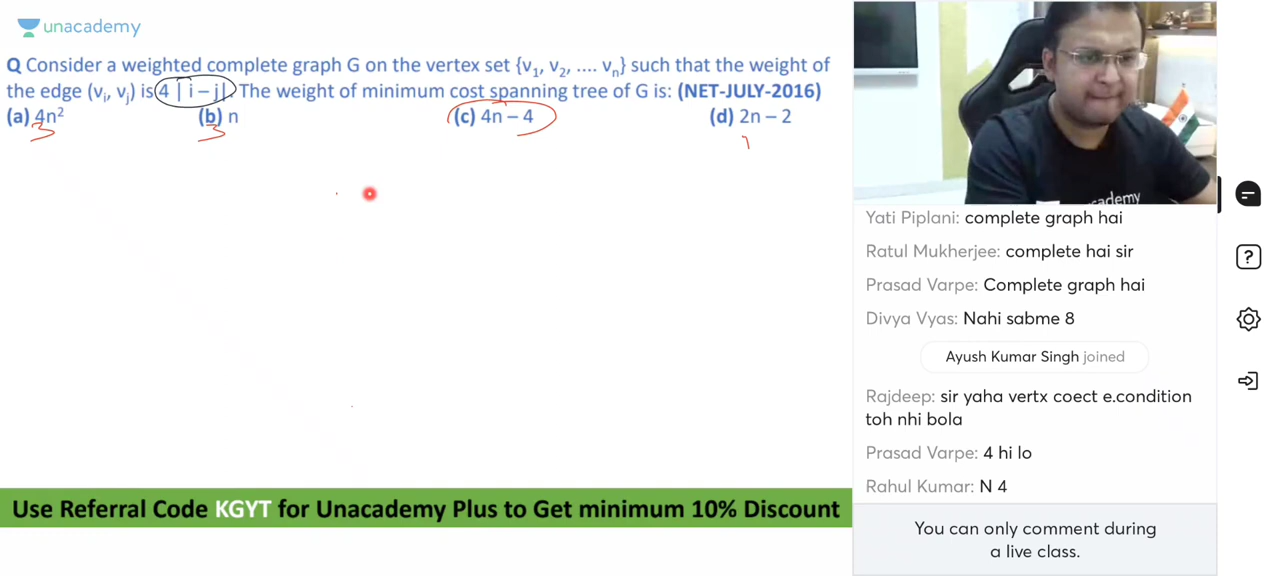 unacademy
Q Consider a weighted complete graph G on the vertex set {v₁, v₂, .... vₙ} such that the weight of
the edge (vᵢ, vⱼ) is 4 | i – j|. The weight of minimum cost spanning tree of G is: (NET-JULY-2016)
(a) 4n² (b) n (c) 4n – 4 (d) 2n – 2
academy
Yati Piplani: complete graph hai
Ratul Mukherjee: complete hai sir
Prasad Varpe: Complete graph hai
Divya Vyas: Nahi sabme 8
Ayush Kumar Singh joined
Rajdeep: sir yaha vertx coect e.condition
toh nhi bola
Prasad Varpe: 4 hi lo
Rahul Kumar: N 4
You can only comment during
a live class.
Use Referral Code KGYT for Unacademy Plus to Get minimum 10% Discount